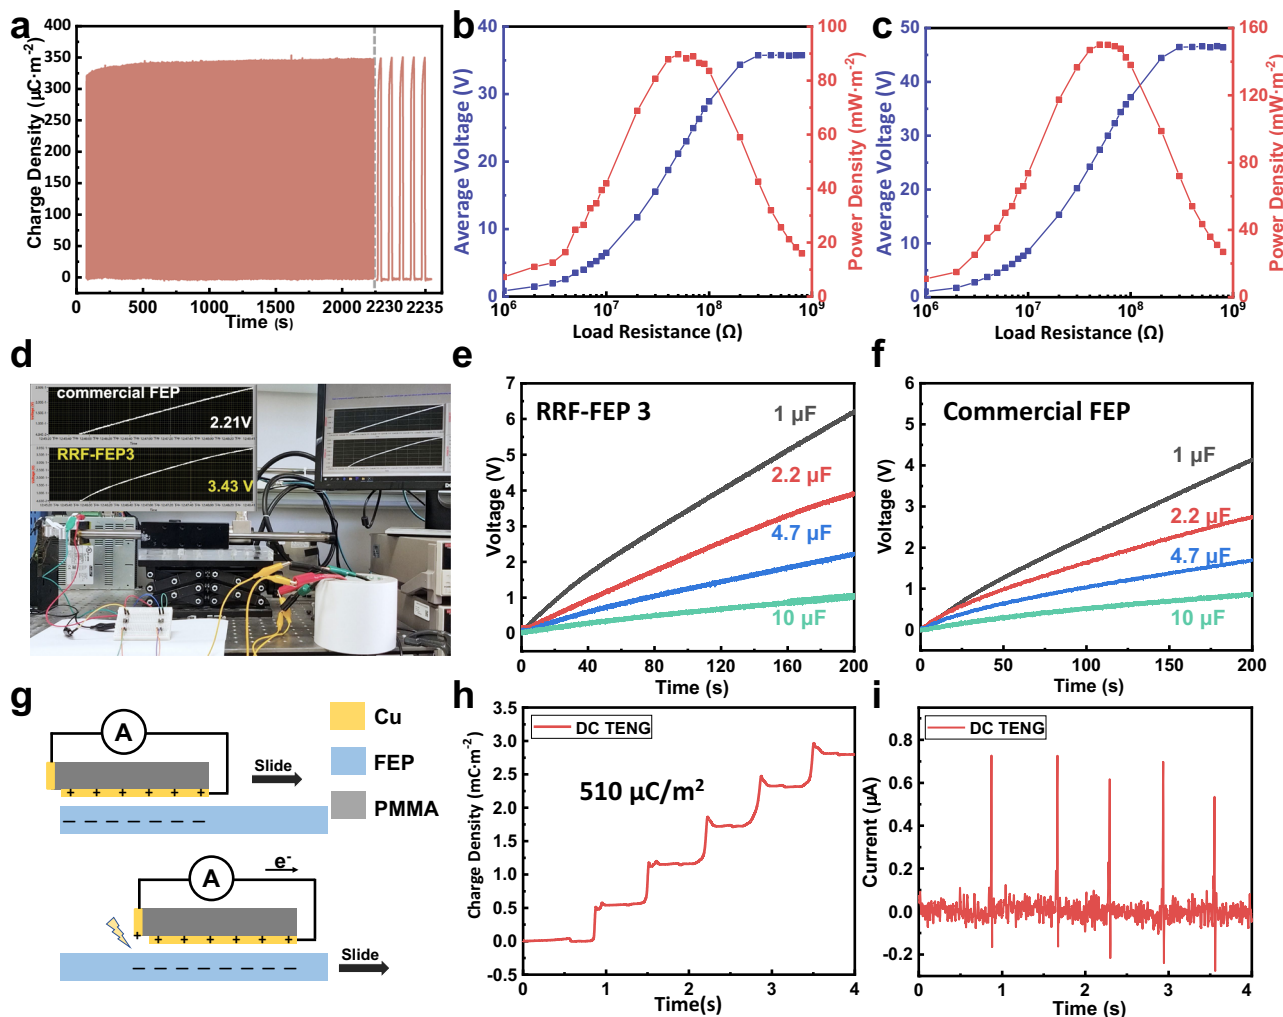 a
Charge Density (μC·m⁻²)
400
350
300
250
200
150
100
50
0
0
500
1000
1500
2000
2230
2235
Time (S)
b
Average Voltage (V)
40
30
20
10
0
100
80
60
40
20
0
Power Density (mW·m⁻²)
10⁶
10⁷
10⁸
10⁹
Load Resistance (Ω)
c
Average Voltage (V)
50
40
30
20
10
0
160
120
80
40
0
Power Density (mW·m⁻²)
10⁶
10⁷
10⁸
10⁹
Load Resistance (Ω)
d
commercial FEP
2.21V
RRF-FEP3
3.43 V
e
RRF-FEP 3
Voltage (V)
7
6
5
4
3
2
1
0
1 μF
2.2 μF
4.7 μF
10 μF
0
40
80
120
160
200
Time (s)
f
Commercial FEP
Voltage (V)
6
5
4
3
2
1
0
1 μF
2.2 μF
4.7 μF
10 μF
0
50
100
150
200
Time (s)
g
A
Cu
FEP
PMMA
Slide
+ + + + + +
A
e⁻
+ + + + + + +
Slide
h
DC TENG
510 μC/m²
Charge Density (mC·m⁻²)
3.5
3.0
2.5
2.0
1.5
1.0
0.5
0.0
-0.5
0
1
2
3
4
Time(s)
i
DC TENG
Current (μA)
0.8
0.6
0.4
0.2
0.0
-0.2
0
1
2
3
4
Time (s)